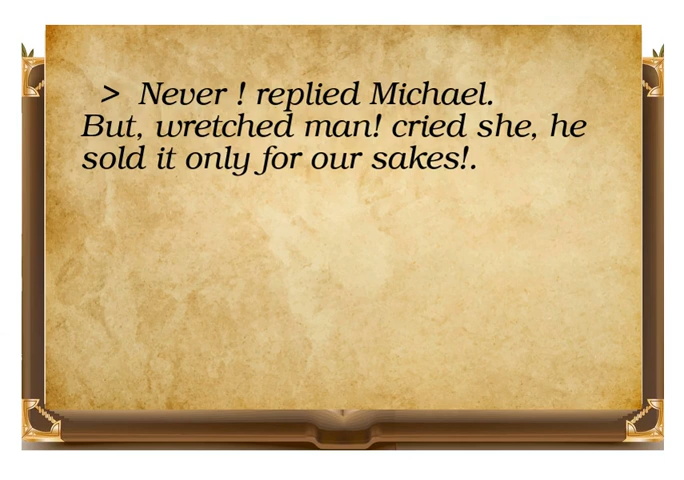 > Never ! replied Michael.
But, wretched man! cried she, he
sold it only for our sakes!.